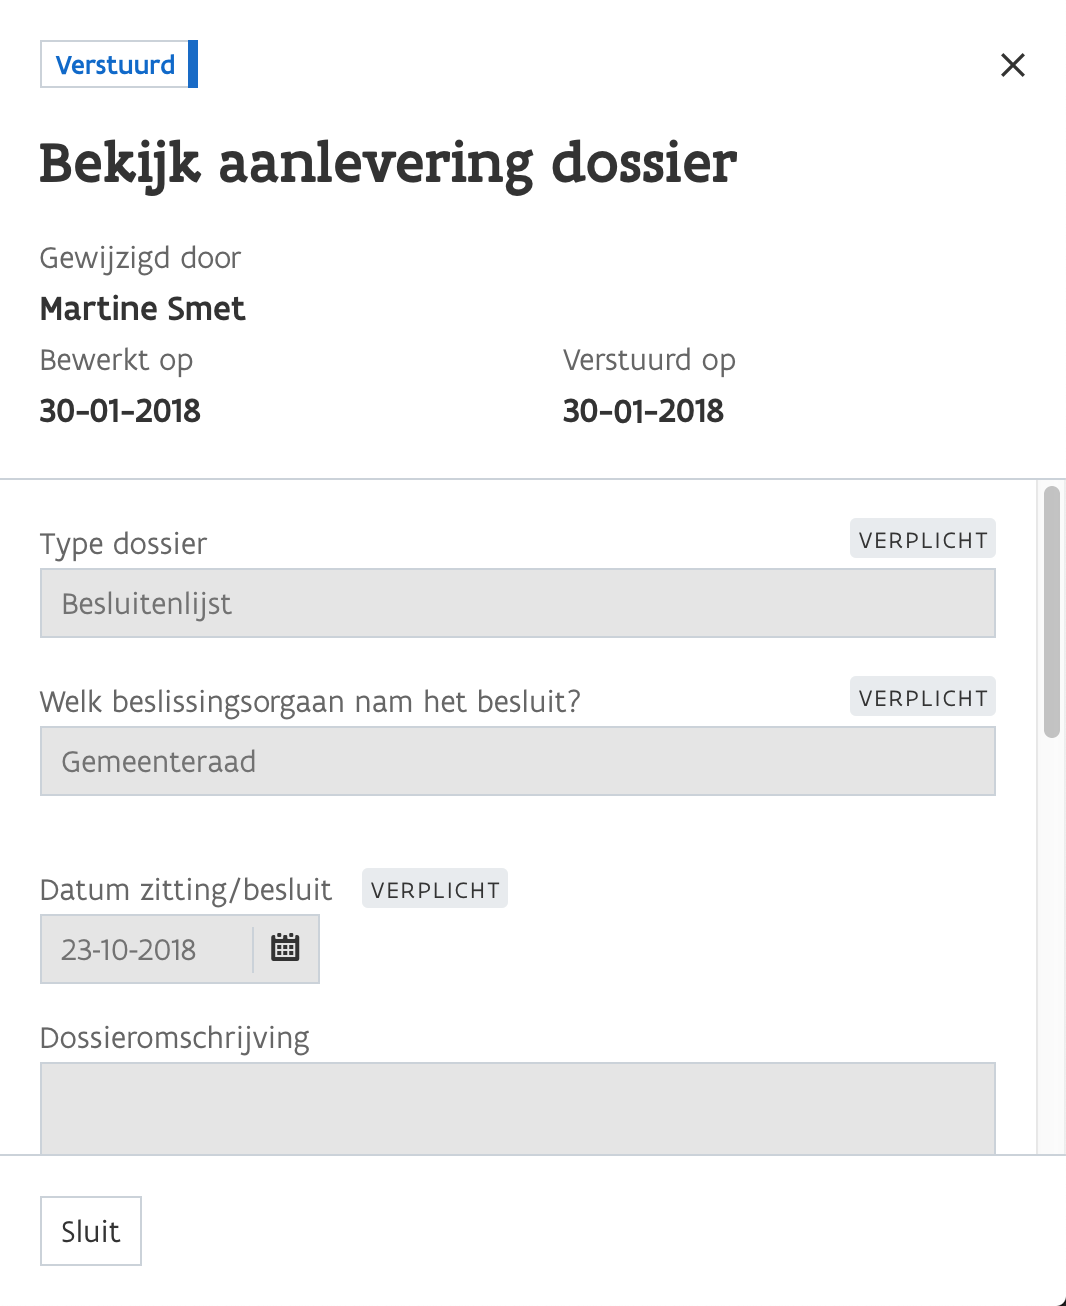 Verstuurd
Bekijk aanlevering dossier
Gewijzigd door
Martine Smet
Bewerkt op
Verstuurd op
30-01-2018
30-01-2018
Type dossier
VERPLICHT
Besluitenlijst
Welk beslissingsorgaan nam het besluit?
VERPLICHT
Gemeenteraad
Datum zitting/besluit
VERPLICHT
23-10-2018
Dossieromschrijving
Sluit